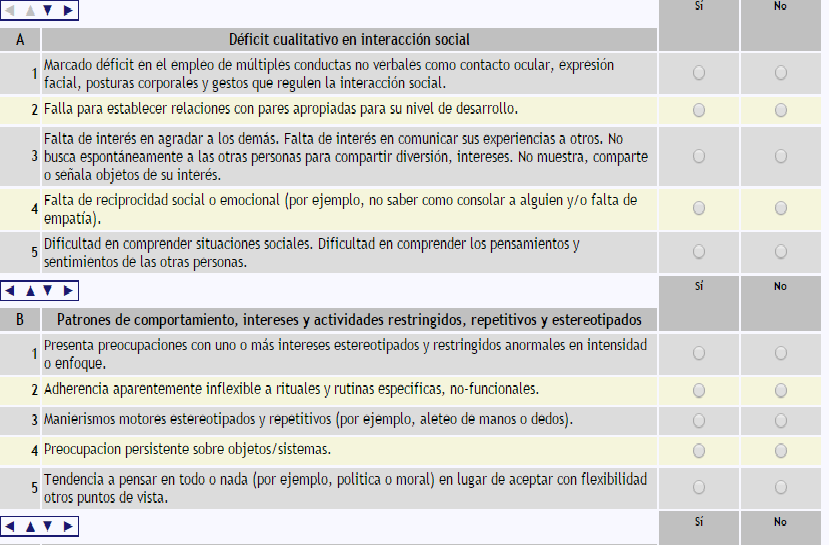 Sí No
A Déficit cualitativo en interacción social
1 Marcado déficit en el empleo de múltiples conductas no verbales como contacto ocular, expresión
facial, posturas corporales y gestos que regulen la interacción social.
2 Falla para establecer relaciones con pares apropiadas para su nivel de desarrollo.
3 Falta de interés en agradar a los demás. Falta de interés en comunicar sus experiencias a otros. No
busca espontáneamente a las otras personas para compartir diversión, intereses. No muestra, comparte
o señala objetos de su interés.
4 Falta de reciprocidad social o emocional (por ejemplo, no saber como consolar a alguien y/o falta de
empatía).
5 Dificultad en comprender situaciones sociales. Dificultad en comprender los pensamientos y
sentimientos de las otras personas.
Sí No
B Patrones de comportamiento, intereses y actividades restringidos, repetitivos y estereotipados
1 Presenta preocupaciones con uno o más intereses estereotipados y restringidos anormales en intensidad
o enfoque.
2 Adherencia aparentemente inflexible a rituales y rutinas especificas, no-funcionales.
3 Manierismos motores estereotipados y repetitivos (por ejemplo, aleteo de manos o dedos).
4 Preocupacion persistente sobre objetos/sistemas.
5 Tendencia a pensar en todo o nada (por ejemplo, politica o moral) en lugar de aceptar con flexibilidad
otros puntos de vista.
Sí No